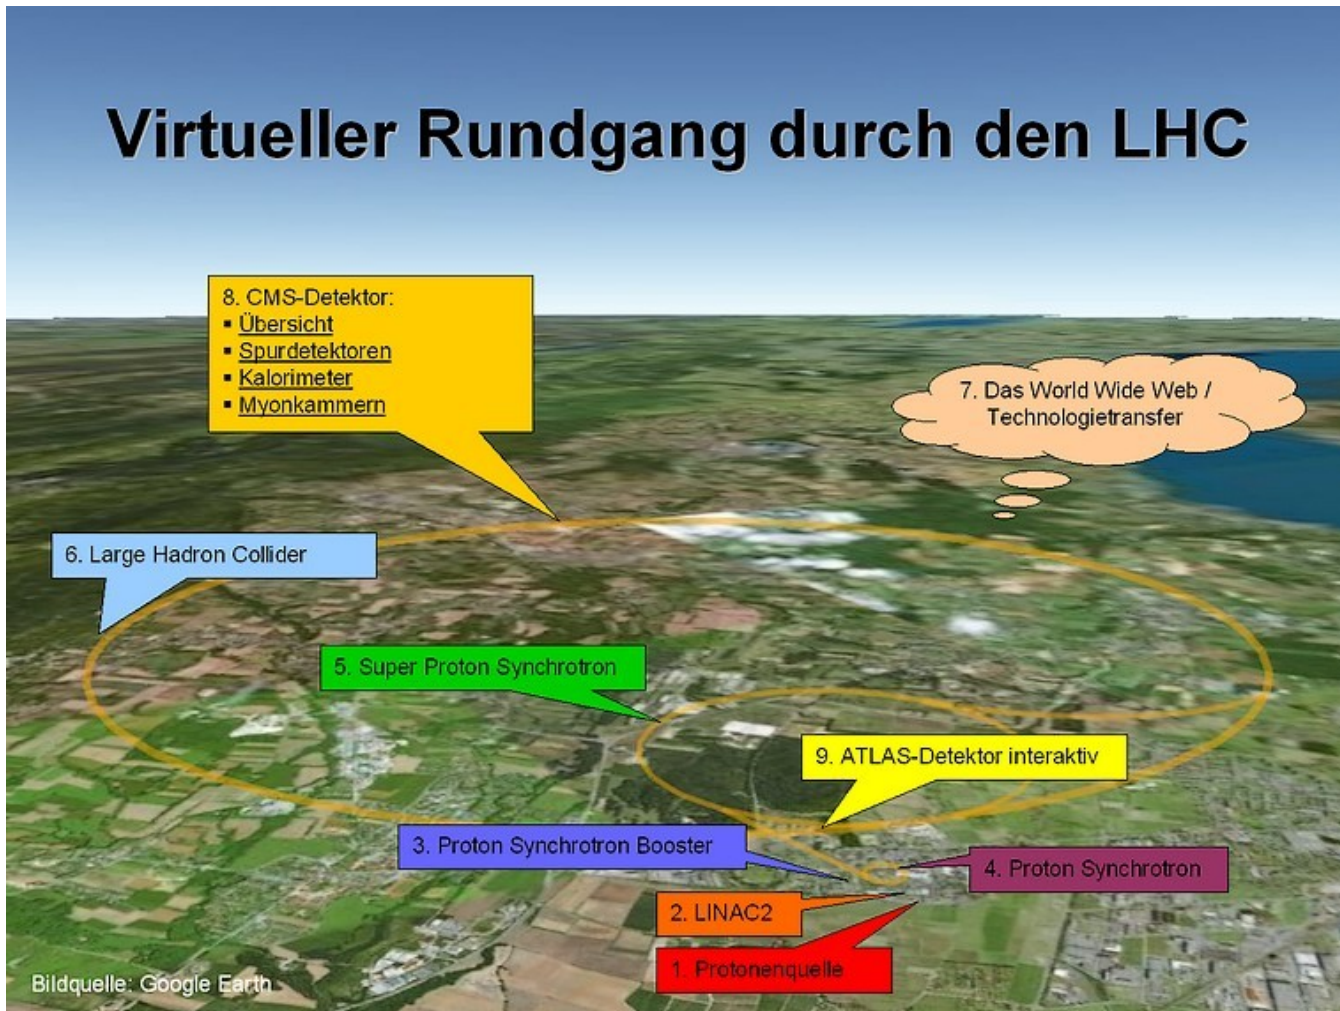 Virtueller Rundgang durch den LHC
8. CMS-Detektor:
▪ Übersicht
▪ Spurdetektoren
▪ Kalorimeter
▪ Myonkammern
7. Das World Wide Web /
Technologietransfer
6. Large Hadron Collider
5. Super Proton Synchrotron
9. ATLAS-Detektor interaktiv
3. Proton Synchrotron Booster
4. Proton Synchrotron
2. LINAC2
1. Protonenquelle
Bildquelle: Google Earth